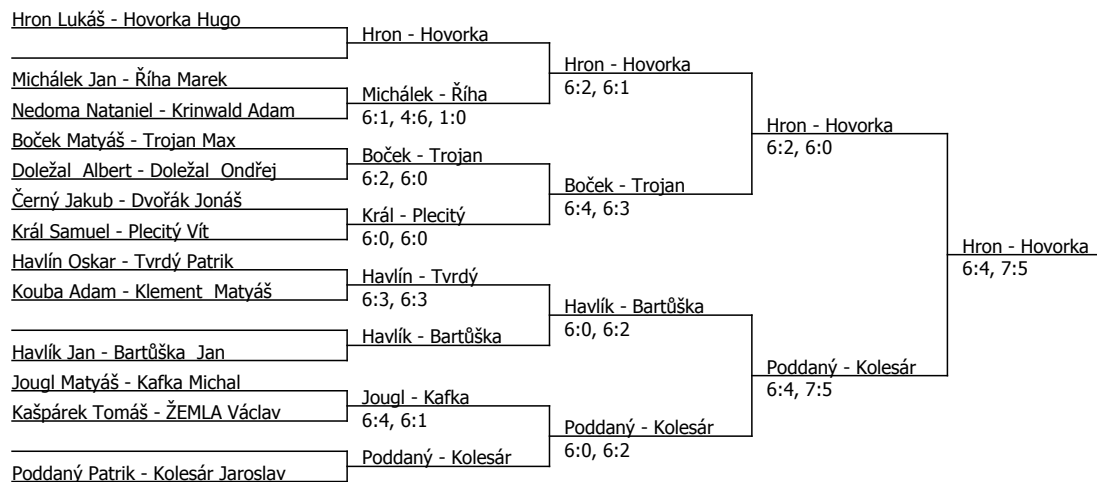 Hron Lukáš - Hovorka Hugo
Hron - Hovorka
Hron - Hovorka
6:2, 6:1
Michálek Jan - Říha Marek
Michálek - Říha
6:1, 4:6, 1:0
Nedoma Nataniel - Krinwald Adam
Hron - Hovorka
6:2, 6:0
Boček Matyáš - Trojan Max
Boček - Trojan
6:2, 6:0
Doležal Albert - Doležal Ondřej
Boček - Trojan
6:4, 6:3
Černý Jakub - Dvořák Jonáš
Král - Plecitý
6:0, 6:0
Král Samuel - Plecitý Vít
Hron - Hovorka
6:4, 7:5
Havlín Oskar - Tvrdý Patrik
Havlín - Tvrdý
6:3, 6:3
Kouba Adam - Klement Matyáš
Havlík - Bartůška
6:0, 6:2
Havlík - Bartůška
Havlík Jan - Bartůška Jan
Poddaný - Kolesár
6:4, 7:5
Jougl Matyáš - Kafka Michal
Jougl - Kafka
6:4, 6:1
Kašpárek Tomáš - ŽEMLA Václav
Poddaný - Kolesár
6:0, 6:2
Poddaný - Kolesár
Poddaný Patrik - Kolesár Jaroslav